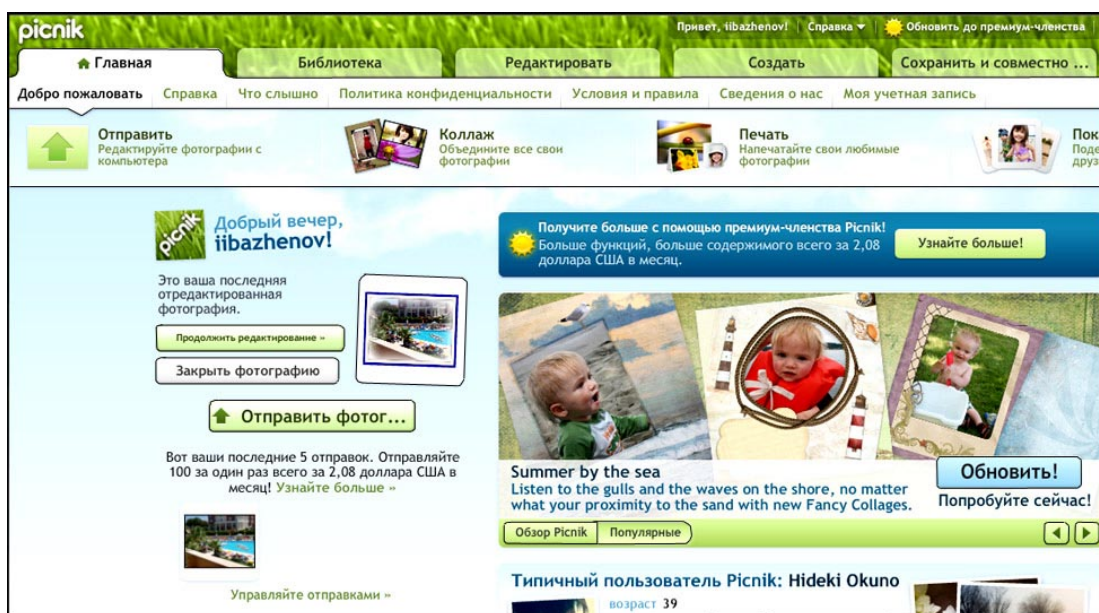 picnik
Привет, iibazhenov!
Справка
Обновить до премиум-членства
Главная
Библиотека
Редактировать
Создать
Сохранить и совместно ...
Добро пожаловать
Справка
Что слышно
Политика конфиденциальности
Условия и правила
Сведения о нас
Моя учетная запись
Отправить
Редактируйте фотографии с
компьютера
Коллаж
Объедините все свои
фотографии
Печать
Напечатайте свои любимые
фотографии
Пок
Поде
друз
picnik
Добрый вечер,
iibazhenov!
Это ваша последняя
отредактированная
фотография.
Продолжить редактирование »
Закрыть фотографию
Отправить фотог...
Вот ваши последние 5 отправок. Отправляйте
100 за один раз всего за 2,08 доллара США в
месяц! Узнайте больше »
Управляйте отправками »
Получите больше с помощью премиум-членства Picnik!
Больше функций, больше содержимого всего за 2,08
доллара США в месяц.
Узнайте больше!
Summer by the sea
Listen to the gulls and the waves on the shore, no matter
what your proximity to the sand with new Fancy Collages.
Обновить!
Попробуйте сейчас!
Обзор Picnik
Популярные
Типичный пользователь Picnik: Hideki Okuno
возраст 39